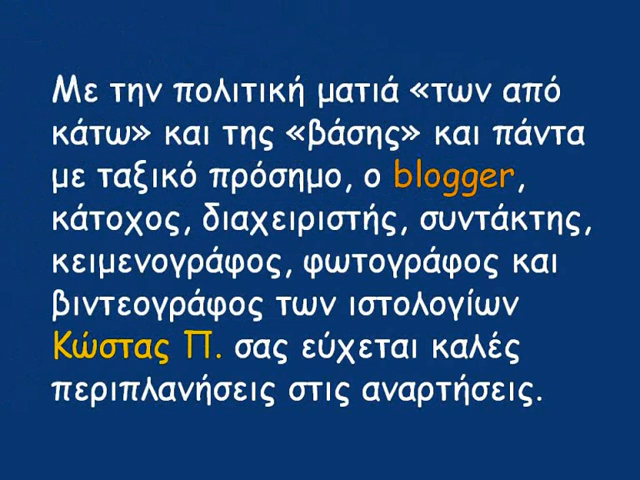 Με την πολιτική ματιά «των από
κάτω» και της «βάσης» και πάντα
με ταξικό πρόσημο, ο blogger,
κάτοχος, διαχειριστής, συντάκτης,
κειμενογράφος, φωτογράφος και
βιντεογράφος των ιστολογίων
Κώστας Π. σας εύχεται καλές
περιπλανήσεις στις αναρτήσεις.